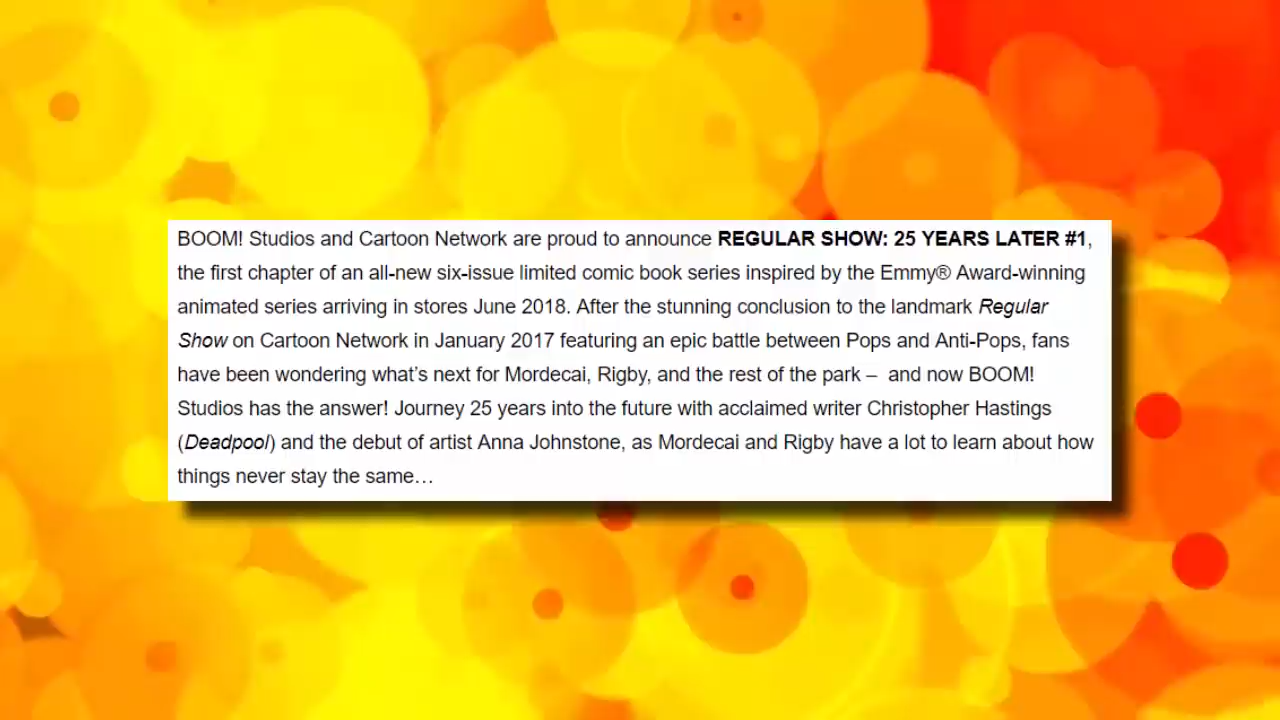 BOOM! Studios and Cartoon Network are proud to announce REGULAR SHOW: 25 YEARS LATER #1,
the first chapter of an all-new six-issue limited comic book series inspired by the Emmy® Award-winning
animated series arriving in stores June 2018. After the stunning conclusion to the landmark Regular
Show on Cartoon Network in January 2017 featuring an epic battle between Pops and Anti-Pops, fans
have been wondering what's next for Mordecai, Rigby, and the rest of the park – and now BOOM!
Studios has the answer! Journey 25 years into the future with acclaimed writer Christopher Hastings
(Deadpool) and the debut of artist Anna Johnstone, as Mordecai and Rigby have a lot to learn about how
things never stay the same…